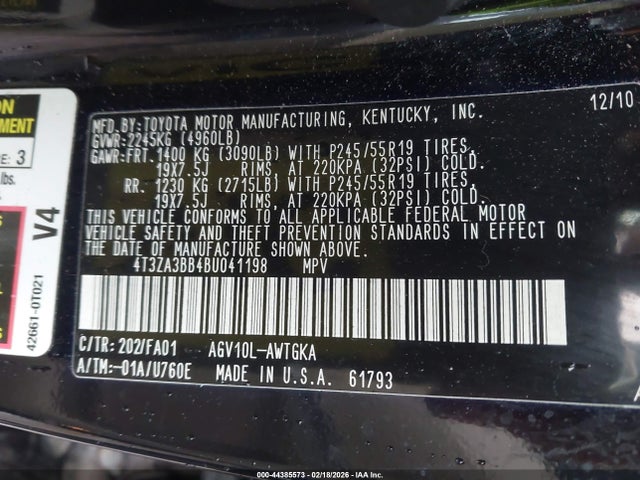 ON
EMENT
E: 3
lbs.
V4
42661-0T021
12/10
MFD.BY:TOYOTA MOTOR MANUFACTURING, KENTUCKY, INC.
GVWR:2245KG (4960LB)
GAWR:FRT. 1400 KG (3090LB) WITH P245/55R19 TIRES,
19X7.5J RIMS, AT 220KPA (32PSI) COLD.
RR. 1230 KG (2715LB) WITH P245/55R19 TIRES,
19X7.5J RIMS, AT 220KPA (32PSI) COLD.
THIS VEHICLE CONFORMS TO ALL APPLICABLE FEDERAL MOTOR
VEHICLE SAFETY AND THEFT PREVENTION STANDARDS IN EFFECT ON
THE DATE OF MANUFACTURE SHOWN ABOVE.
4T3ZA3BB4BU041198 MPV
C/TR:202/FA01 AGV10L-AWTGKA
A/TM:-01A/U760E MADE IN U.S.A. 61793
000-44385573 - 02/18/2026 - IAA Inc.